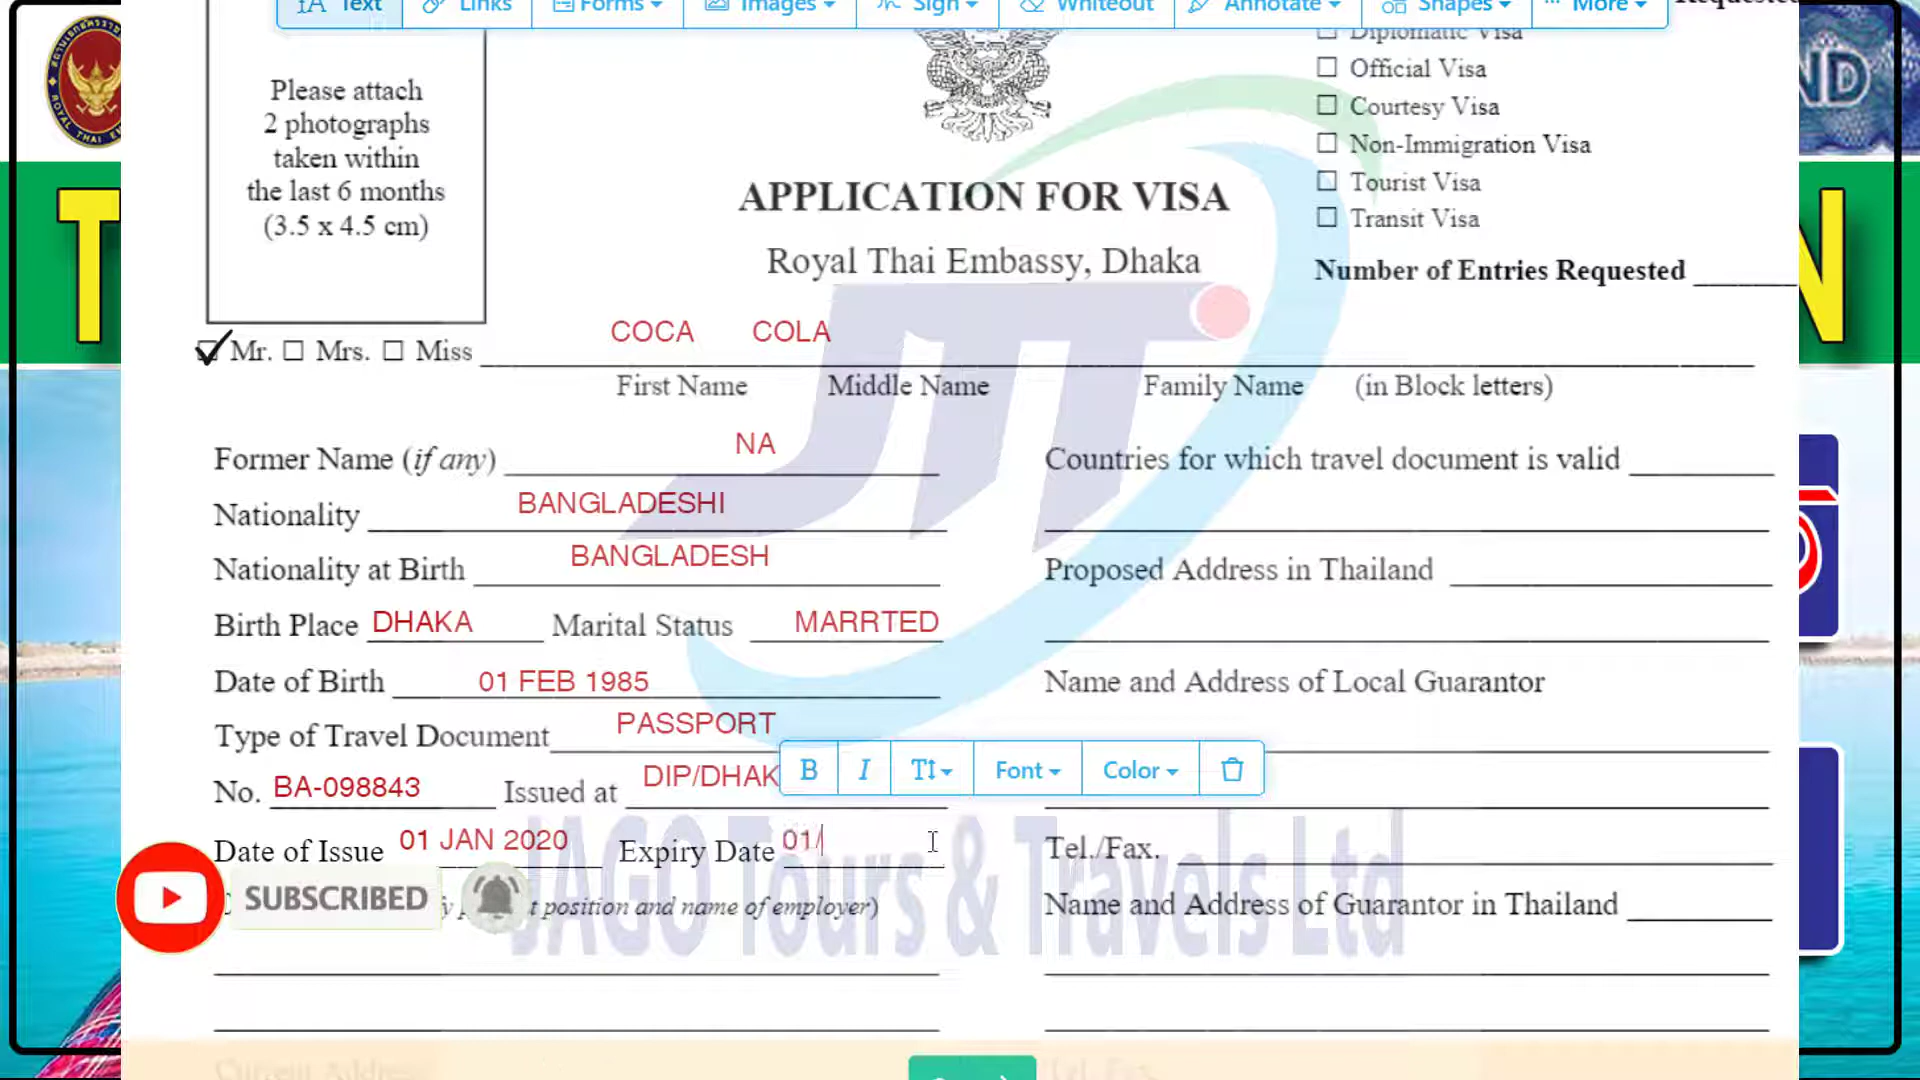 Text Links Forms Images Sign Whiteout Annotate Shapes More
Please attach
2 photographs
taken within
the last 6 months
(3.5 x 4.5 cm)
APPLICATION FOR VISA
Royal Thai Embassy, Dhaka
Diplomatic Visa
Official Visa
Courtesy Visa
Non-Immigration Visa
Tourist Visa
Transit Visa
Number of Entries Requested
COCA COLA
Mr. Mrs. Miss
First Name Middle Name Family Name (in Block letters)
Former Name (if any) NA
Nationality BANGLADESHI
Nationality at Birth BANGLADESH
Birth Place DHAKA Marital Status MARRTED
Date of Birth 01 FEB 1985
Type of Travel Document PASSPORT
No. BA-098843 Issued at DIP/DHAK
B I Font Color
Date of Issue 01 JAN 2020 Expiry Date 01/
t position and name of employer)
Countries for which travel document is valid
Proposed Address in Thailand
Name and Address of Local Guarantor
Tel./Fax.
Name and Address of Guarantor in Thailand
SUBSCRIBED
JTT
JAGO Tours & Travels Ltd
Current Address
Tel. Fax